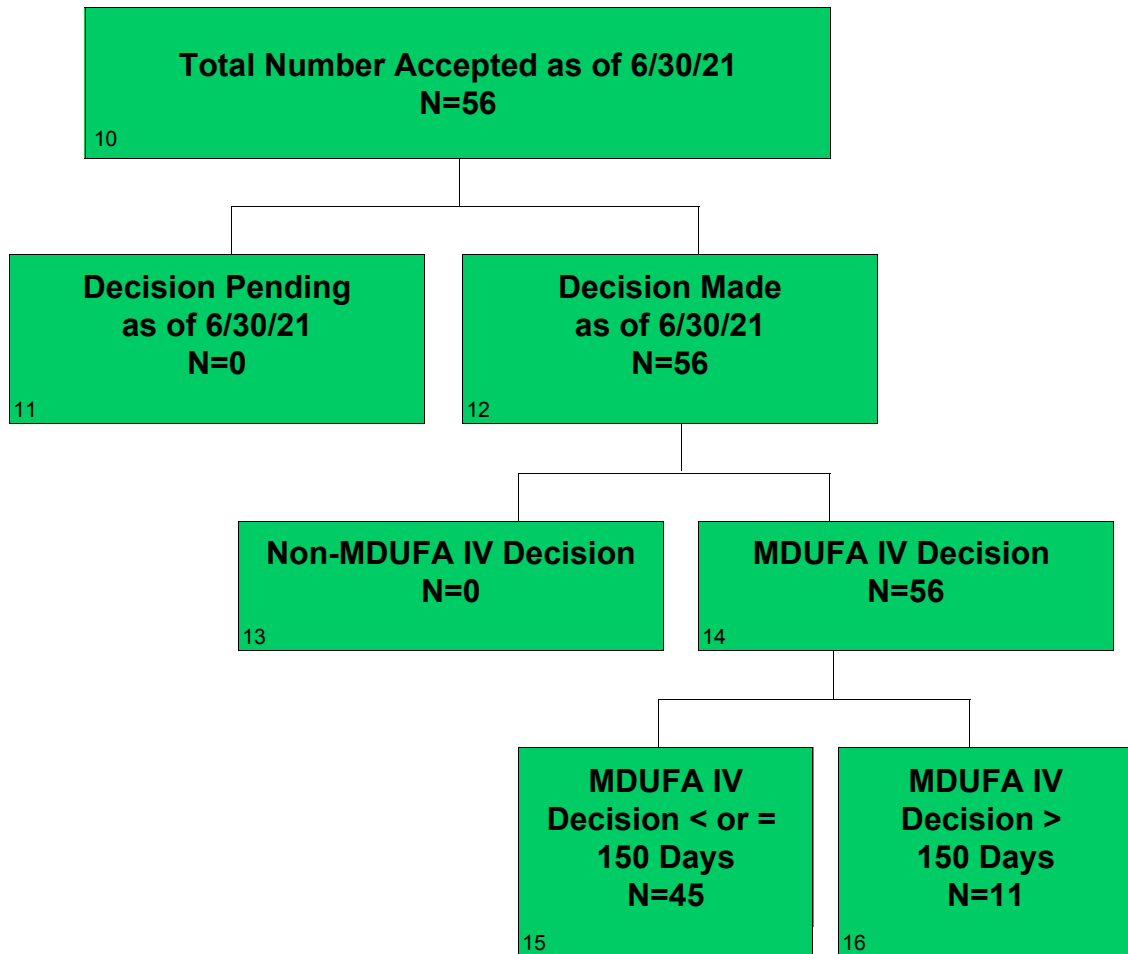 Total Number Accepted as of 6/30/21
N=56
10
Decision Pending
as of 6/30/21
N=0
11
Decision Made
as of 6/30/21
N=56
12
Non-MDUFA IV Decision
N=0
13
MDUFA IV Decision
N=56
14
MDUFA IV
Decision < or =
150 Days
N=45
15
MDUFA IV
Decision >
150 Days
N=11
16